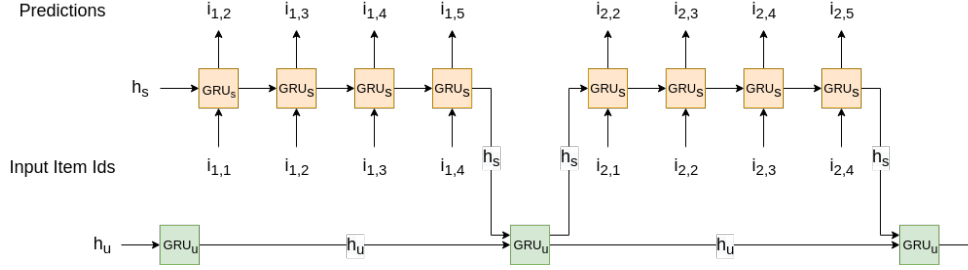 Predictions i1,2 i1,3 i1,4 i1,5 i2,2 i2,3 i2,4 i2,5
hs GRUs GRUs GRUs GRUs GRUs GRUs GRUs GRUs
Input Item Ids i1,1 i1,2 i1,3 i1,4 hs hs i2,1 i2,2 i2,3 i2,4 hs
hu GRUu hu GRUu hu GRUu